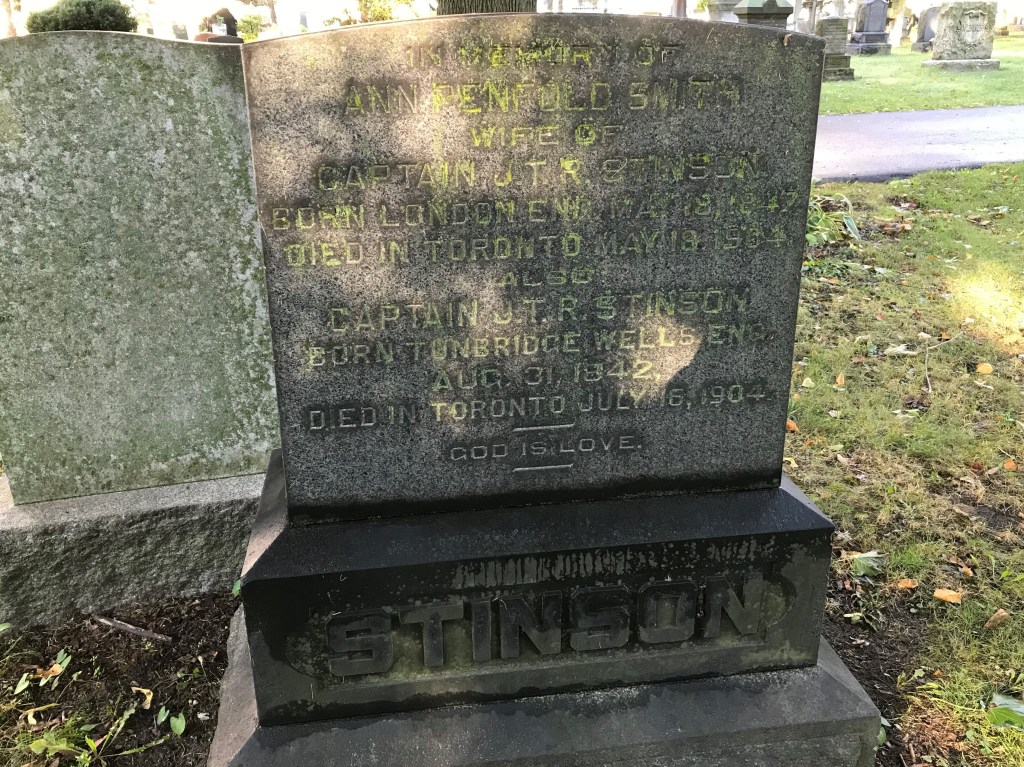 IN MEMORY OF
ANN PENFOLD SMITH
WIFE OF
CAPTAIN J.T.R. STINSON
BORN LONDON ENG. MAY 18, 1847
DIED IN TORONTO MAY 18, 1934
ALSO
CAPTAIN J.T.R. STINSON
BORN TUNBRIDGE WELLS, ENG.
AUG. 31, 1842,
DIED IN TORONTO JULY 16, 1904.
GOD IS LOVE.
STINSON